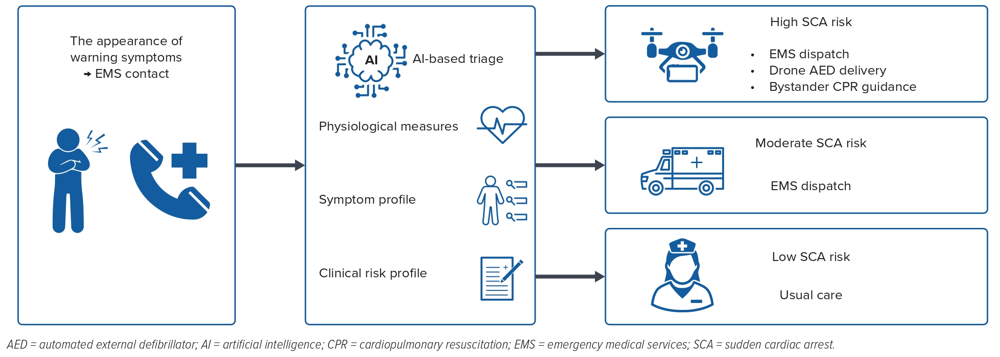 The appearance of
warning symptoms
→ EMS contact
AI
AI-based triage
Physiological measures
Symptom profile
Clinical risk profile
High SCA risk
• EMS dispatch
• Drone AED delivery
• Bystander CPR guidance
Moderate SCA risk
EMS dispatch
Low SCA risk
Usual care
AED = automated external defibrillator; AI = artificial intelligence; CPR = cardiopulmonary resuscitation; EMS = emergency medical services; SCA = sudden cardiac arrest.